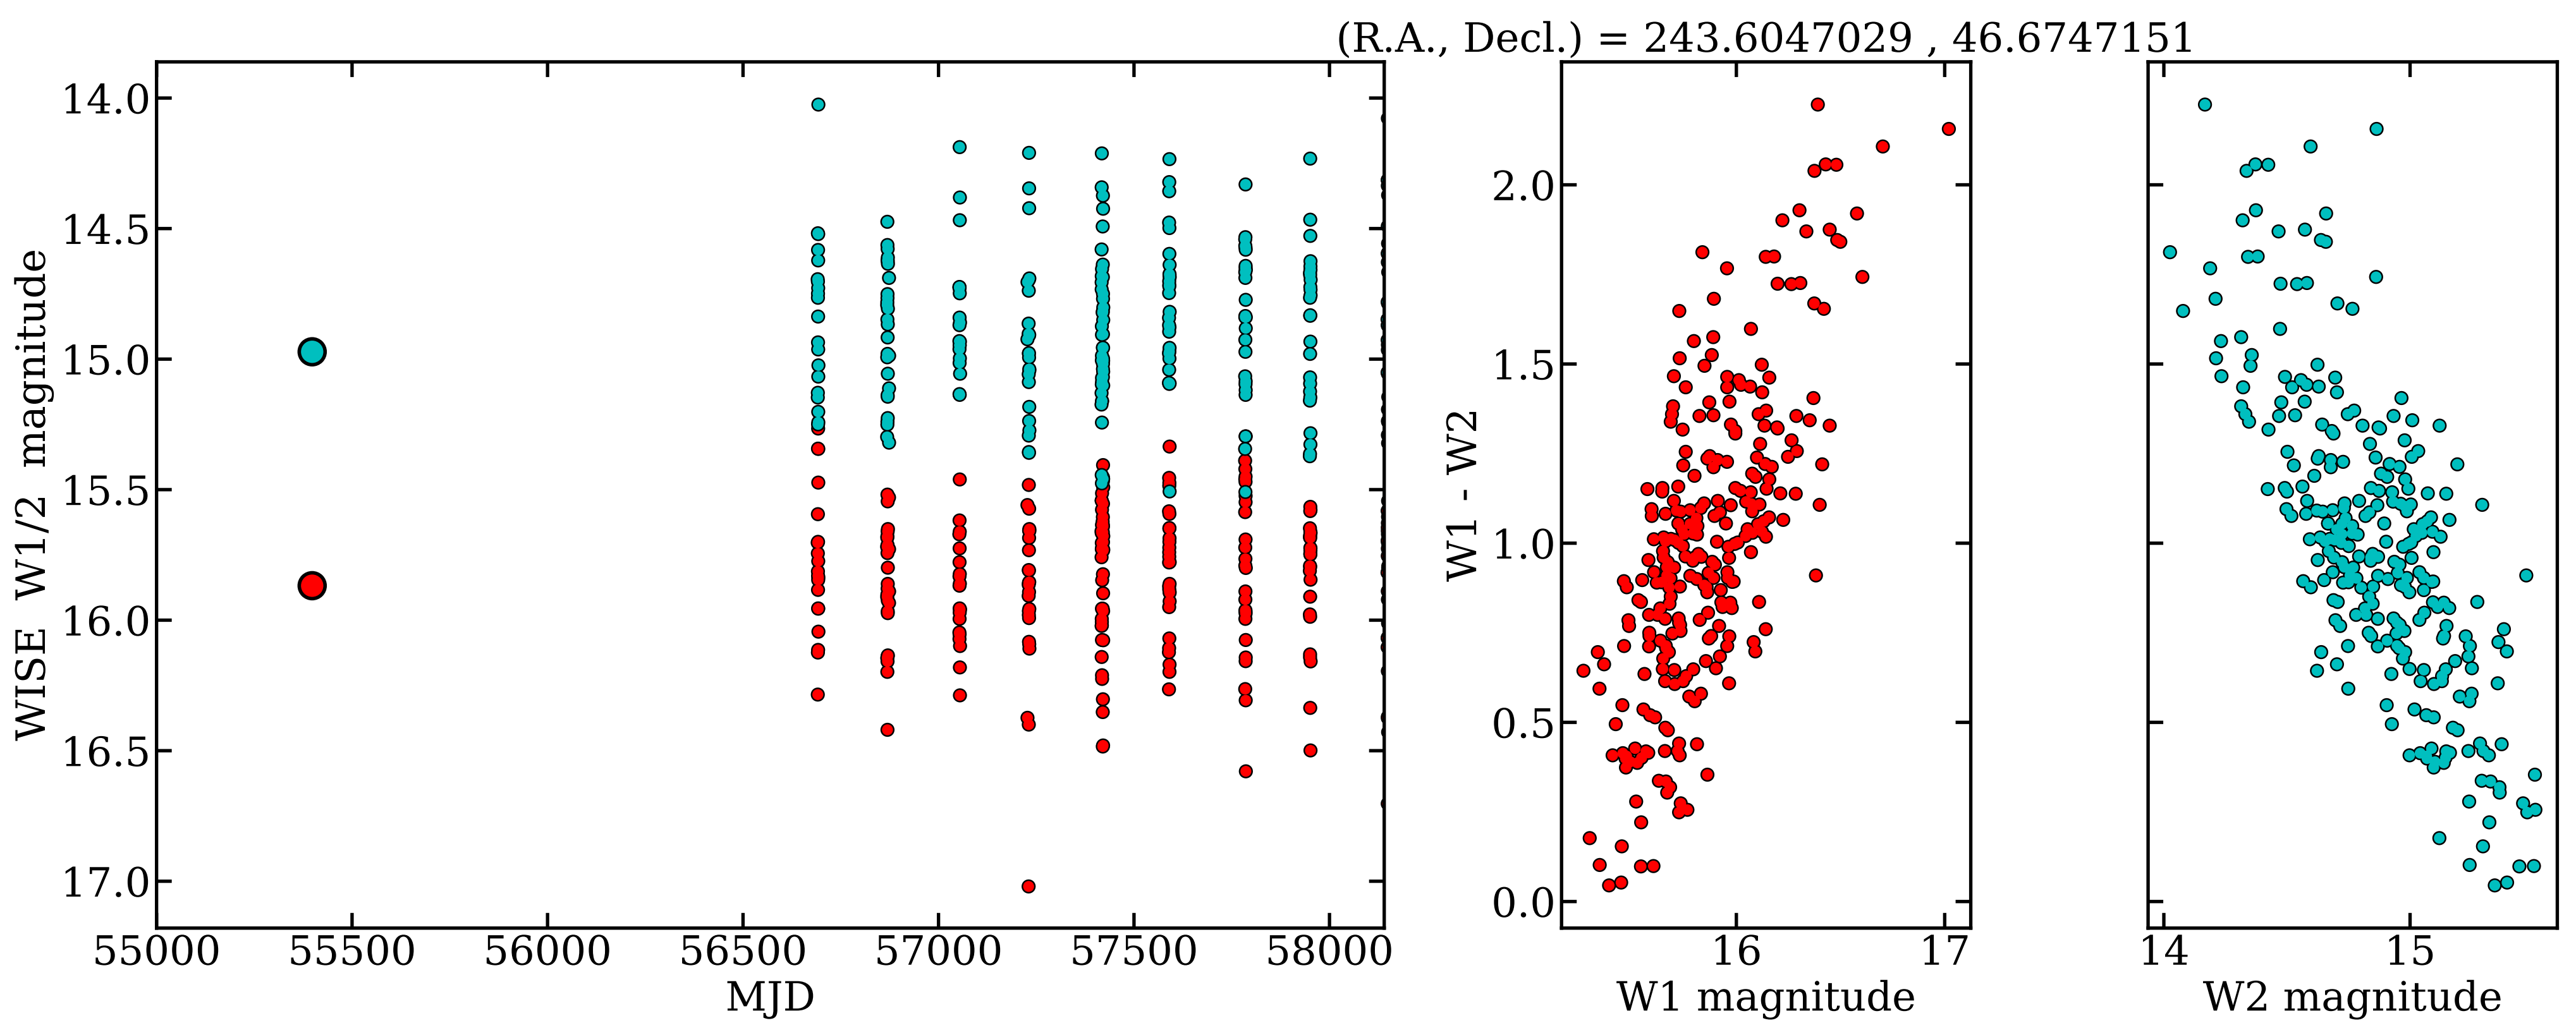 (R.A., Decl.) = 243.6047029 , 46.6747151
WISE W1/2 magnitude
14.0
14.5
15.0
15.5
16.0
16.5
17.0
55000 55500 56000 56500 57000 57500 58000
MJD
W1 - W2
2.0
1.5
1.0
0.5
0.0
16 17
W1 magnitude
14 15
W2 magnitude